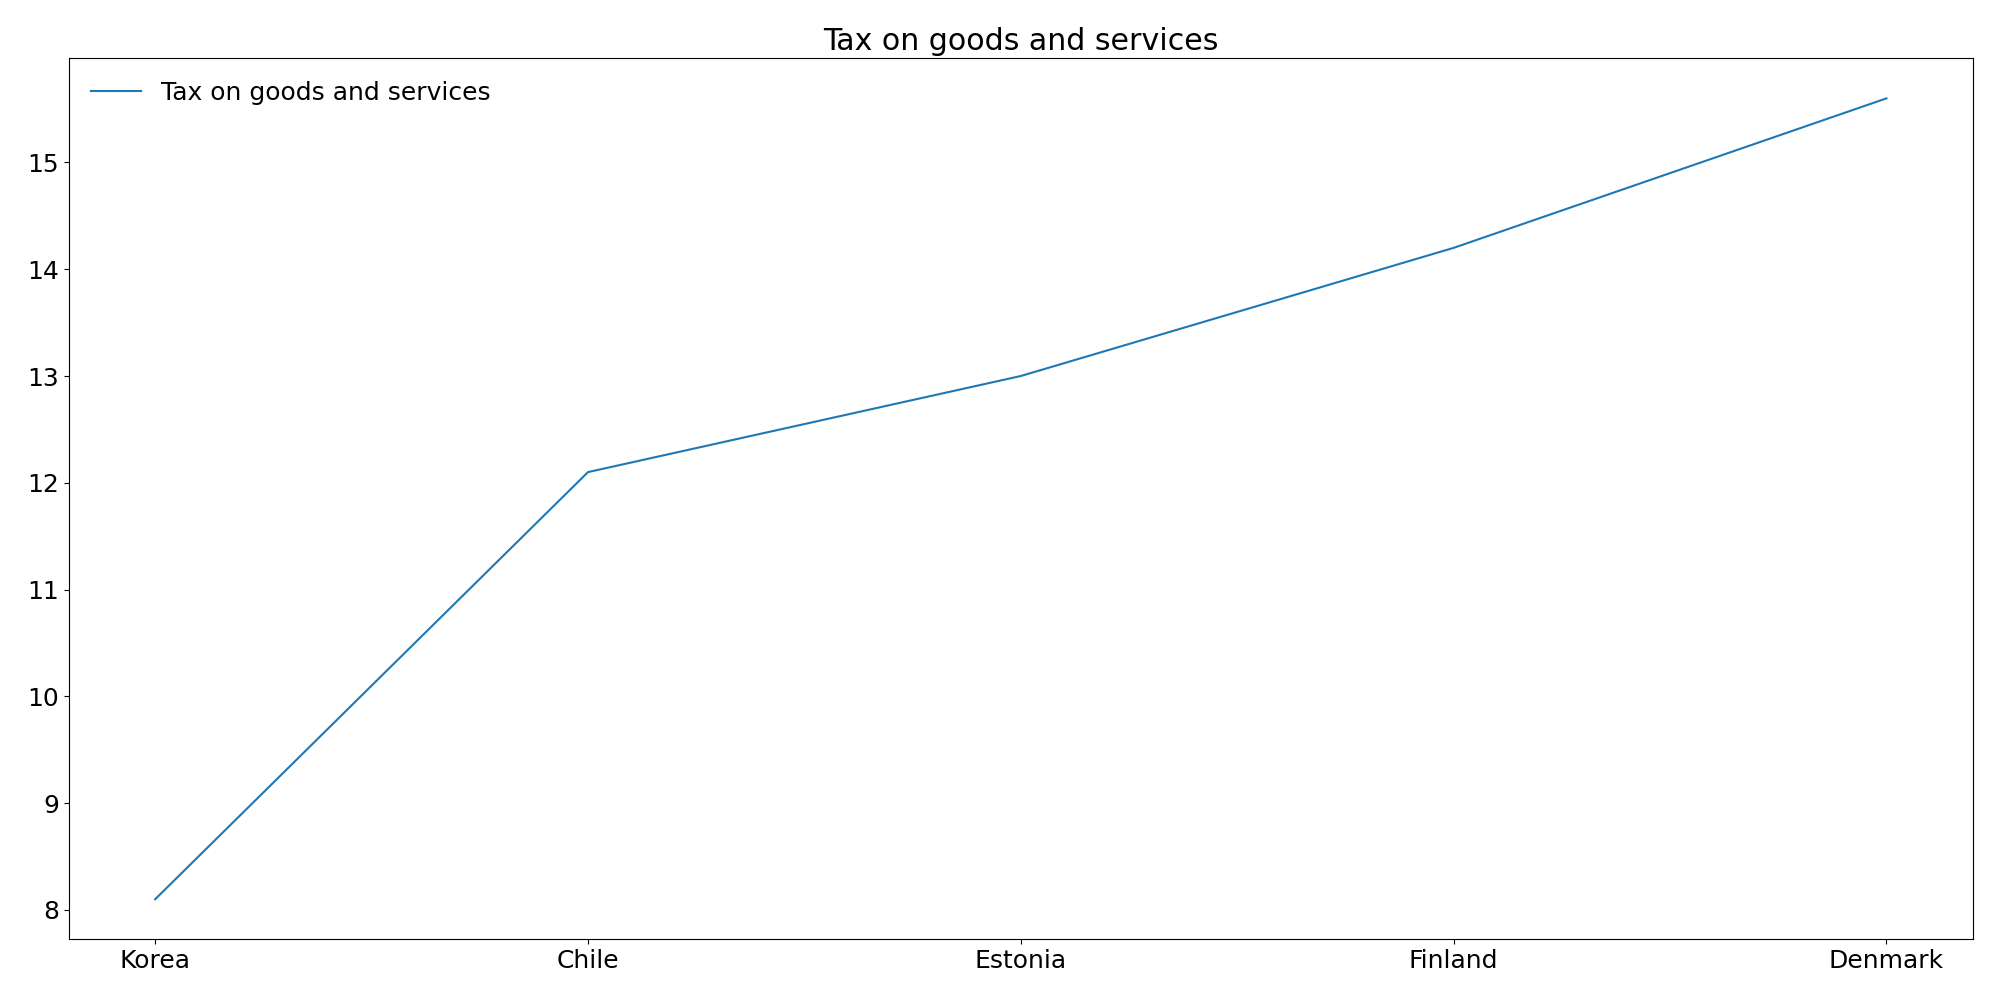 Tax on goods and services
Tax on goods and services
15
14
13
12
11
10
9
8
Korea Chile Estonia Finland Denmark